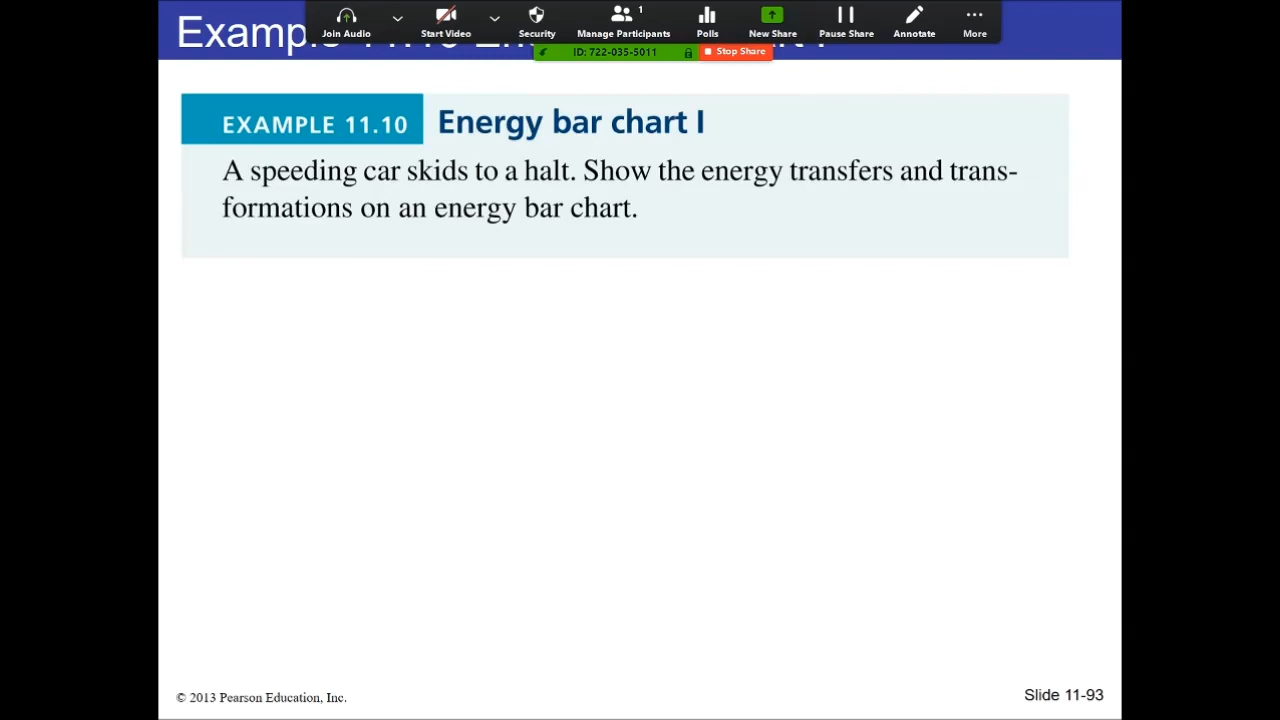 Join Audio
Start Video
Security
1
Manage Participants
Polls
New Share
Pause Share
Annotate
More
ID: 722-035-5011
Stop Share
EXAMPLE 11.10 Energy bar chart I
A speeding car skids to a halt. Show the energy transfers and trans-
formations on an energy bar chart.
© 2013 Pearson Education, Inc.
Slide 11-93